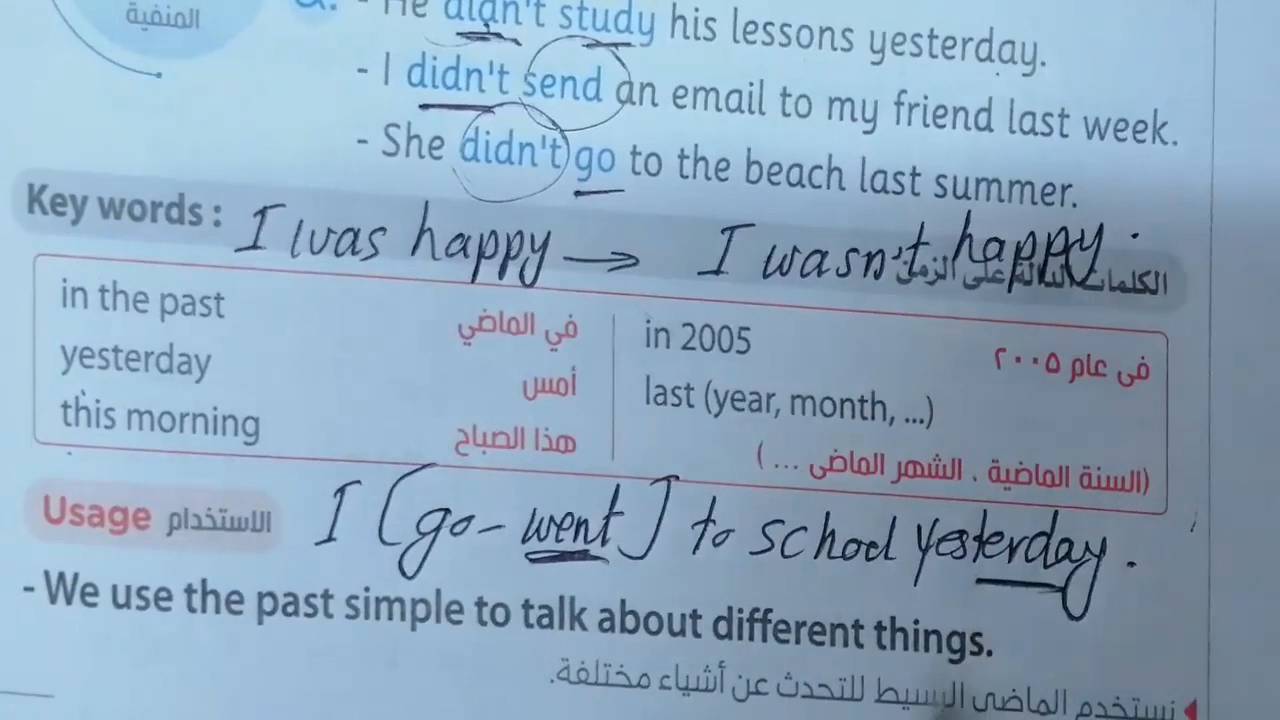 المنفية
- He didn't study his lessons yesterday.
- I didn't send an email to my friend last week.
- She didn't go to the beach last summer.
Key words :
I was happy → I wasn't happy.
الكلمات الدالة على الزمن
in the past في الماضي
yesterday أمس
this morning هذا الصباح
in 2005 فى عام ٢٠٠٥
last (year, month, ...)
(السنة الماضية ، الشهر الماضى ... )
Usage الاستخدام
I (go - went) to school yesterday.
- We use the past simple to talk about different things.
نستخدم الماضى البسيط للتحدث عن أشياء مختلفة.